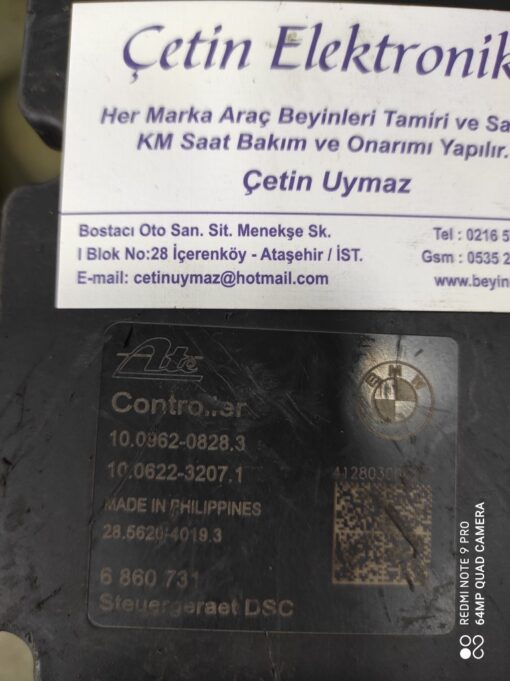 Çetin Elektronik
Her Marka Araç Beyinleri Tamiri ve Sa
KM Saat Bakım ve Onarımı Yapılır.
Çetin Uymaz
Bostacı Oto San. Sit. Menekşe Sk.
I Blok No:28 İçerenköy - Ataşehir / İST.
E-mail: cetinuymaz@hotmail.com
Tel : 0216 5
Gsm : 0535 2
www.beyin
Ate
BMW
Controller
10.0962-0828.3
10.0622-3207.1
MADE IN PHILIPPINES
28.5620-4019.3
6 860 731
Steuergeraet DSC
REDMI NOTE 9 PRO
64MP QUAD CAMERA